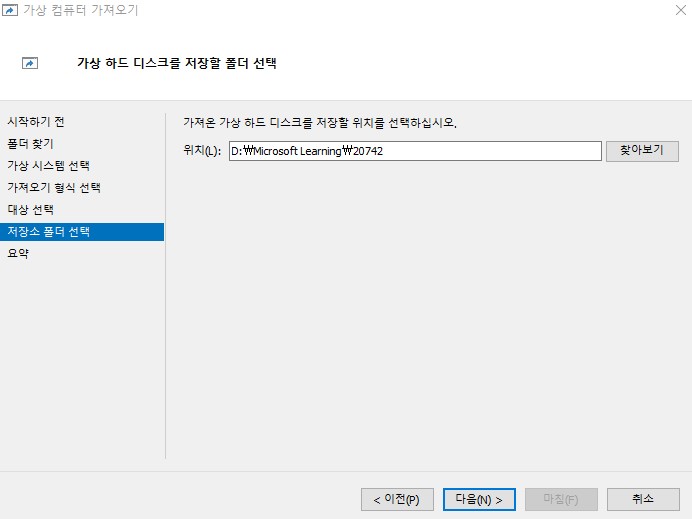 가상 컴퓨터 가져오기
가상 하드 디스크를 저장할 폴더 선택
시작하기 전
폴더 찾기
가상 시스템 선택
가져오기 형식 선택
대상 선택
저장소 폴더 선택
요약
가져온 가상 하드 디스크를 저장할 위치를 선택하십시오.
위치(L): D:₩Microsoft Learning₩20742 찾아보기
< 이전(P) 다음(N) > 마침(F) 취소